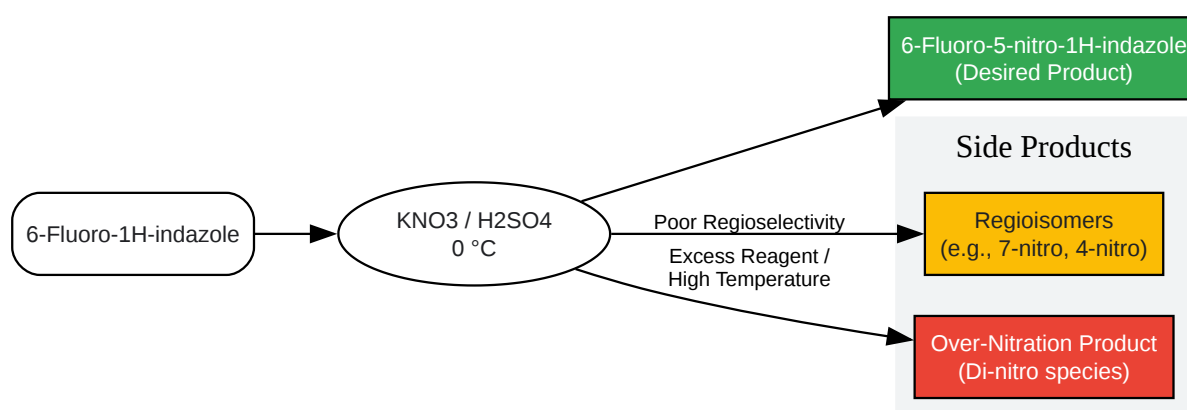 6-Fluoro-5-nitro-1H-indazole
(Desired Product)
Side Products
6-Fluoro-1H-indazole
KNO3 / H2SO4
0 °C
Poor Regioselectivity
Regioisomers
(e.g., 7-nitro, 4-nitro)
Excess Reagent /
High Temperature
Over-Nitration Product
(Di-nitro species)